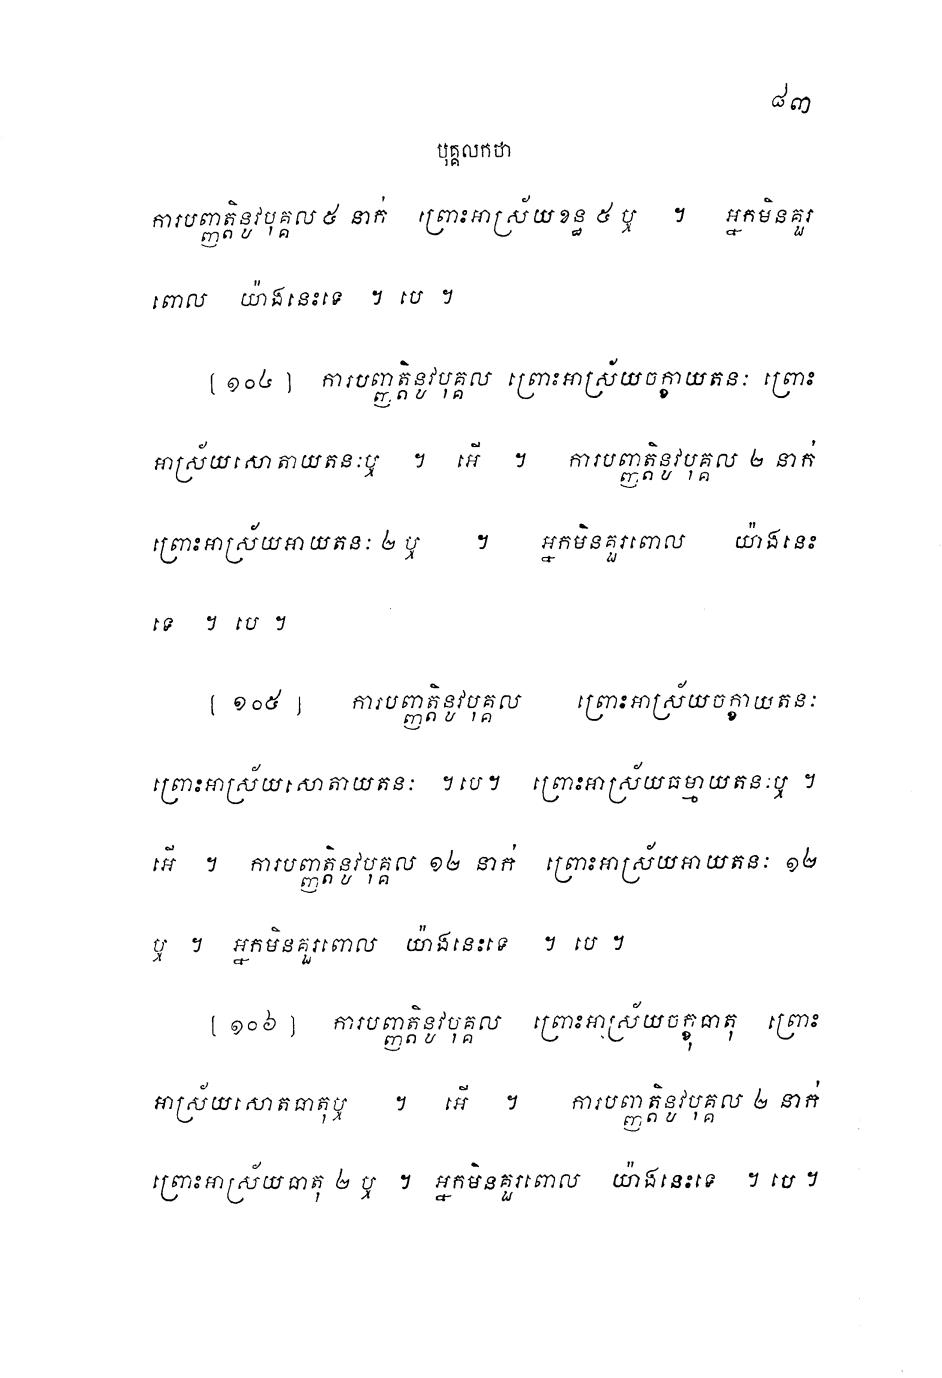 ៨៣
បុគ្គលកថា
ការបញ្ញត្តិនូវបុគ្គល ៥ នាក់ ព្រោះអាស្រ័យខន្ធ ៥ ឬ ។ អ្នកមិនគួរ
ពោល យ៉ាងនេះទេ ។ បេ ។
[ ១០៤ ] ការបញ្ញត្តិនូវបុគ្គល ព្រោះអាស្រ័យចក្ខាយតនៈ ព្រោះ
អាស្រ័យសោតាយតនៈឬ ។ អើ ។ ការបញ្ញត្តិនូវបុគ្គល ២ នាក់
ព្រោះអាស្រ័យអាយតនៈ ២ ឬ ។ អ្នកមិនគួរពោល យ៉ាងនេះ
ទេ ។ បេ ។
[ ១០៥ ] ការបញ្ញត្តិនូវបុគ្គល ព្រោះអាស្រ័យចក្ខាយតនៈ
ព្រោះអាស្រ័យសោតាយតនៈ ។ បេ ។ ព្រោះអាស្រ័យធម្មាយតនៈឬ ។
អើ ។ ការបញ្ញត្តិនូវបុគ្គល ១២ នាក់ ព្រោះអាស្រ័យអាយតនៈ ១២
ឬ ។ អ្នកមិនគួរពោល យ៉ាងនេះទេ ។ បេ ។
[ ១០៦ ] ការបញ្ញត្តិនូវបុគ្គល ព្រោះអាស្រ័យចក្ខុធាតុ ព្រោះ
អាស្រ័យសោតធាតុឬ ។ អើ ។ ការបញ្ញត្តិនូវបុគ្គល ២ នាក់
ព្រោះអាស្រ័យធាតុ ២ ឬ ។ អ្នកមិនគួរពោល យ៉ាងនេះទេ ។ បេ ។